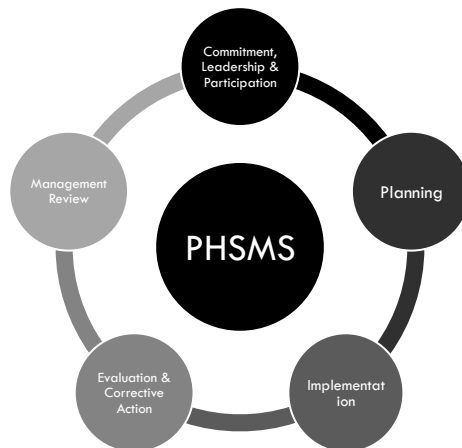 Commitment,
Leadership &
Participation
Planning
Implementat
ion
Evaluation &
Corrective
Action
Management
Review
PHSMS